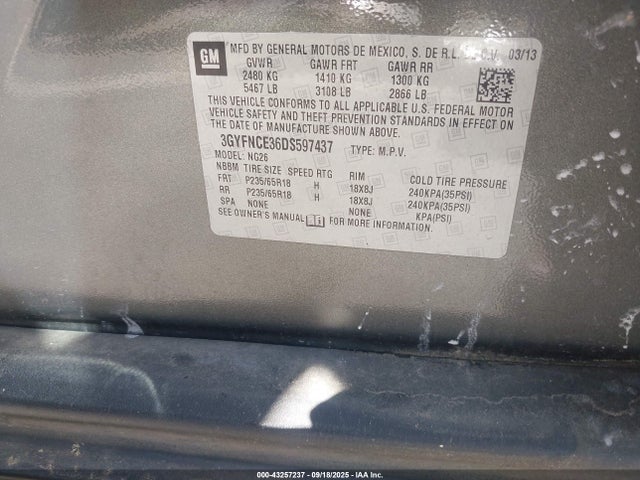 GM
MFD BY GENERAL MOTORS DE MEXICO, S. DE R.L. DE C.V. 03/13
GVWR GAWR FRT GAWR RR
2480 KG 1410 KG 1300 KG
5467 LB 3108 LB 2866 LB
THIS VEHICLE CONFORMS TO ALL APPLICABLE U.S. FEDERAL MOTOR
VEHICLE SAFETY AND THEFT PREVENTION STANDARDS IN EFFECT ON
THE DATE OF MANUFACTURE SHOWN ABOVE.
3GYFNCE36DS597437 TYPE: M.P.V.
MODEL: NG26
NBBM TIRE SIZE SPEED RTG RIM COLD TIRE PRESSURE
FRT P235/65R18 H 18X8J 240KPA(35PSI)
RR P235/65R18 H 18X8J 240KPA(35PSI)
SPA NONE NONE KPA(PSI)
SEE OWNER'S MANUAL FOR MORE INFORMATION.
000-43257237 - 09/18/2025 - IAA Inc.